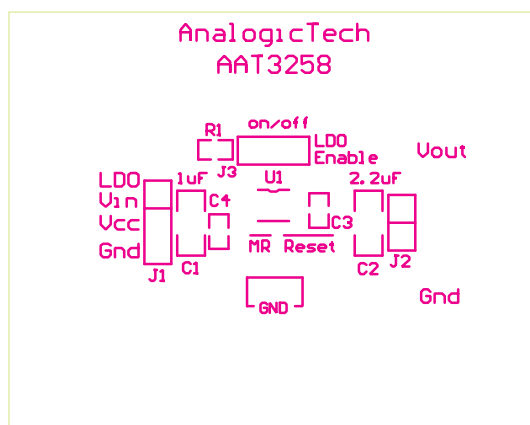 AnalogicTech
AAT3258
on/off
R1
LDO
Enable
J3
Vout
LDO
Vin
Vcc
Gnd
1uF
U1
2.2uF
C4
C3
MR
Reset
J1
C1
C2
J2
GND
Gnd